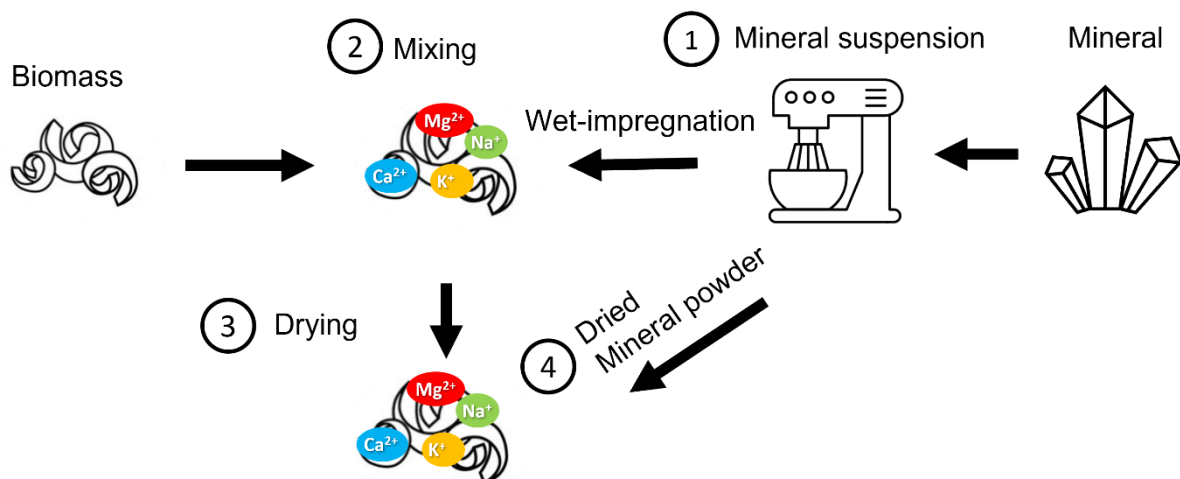 2 Mixing
1 Mineral suspension
Mineral
Biomass
Wet-impregnation
Mg²⁺
Na⁺
Ca²⁺
K⁺
3 Drying
4 Dried
Mineral powder
Mg²⁺
Na⁺
Ca²⁺
K⁺